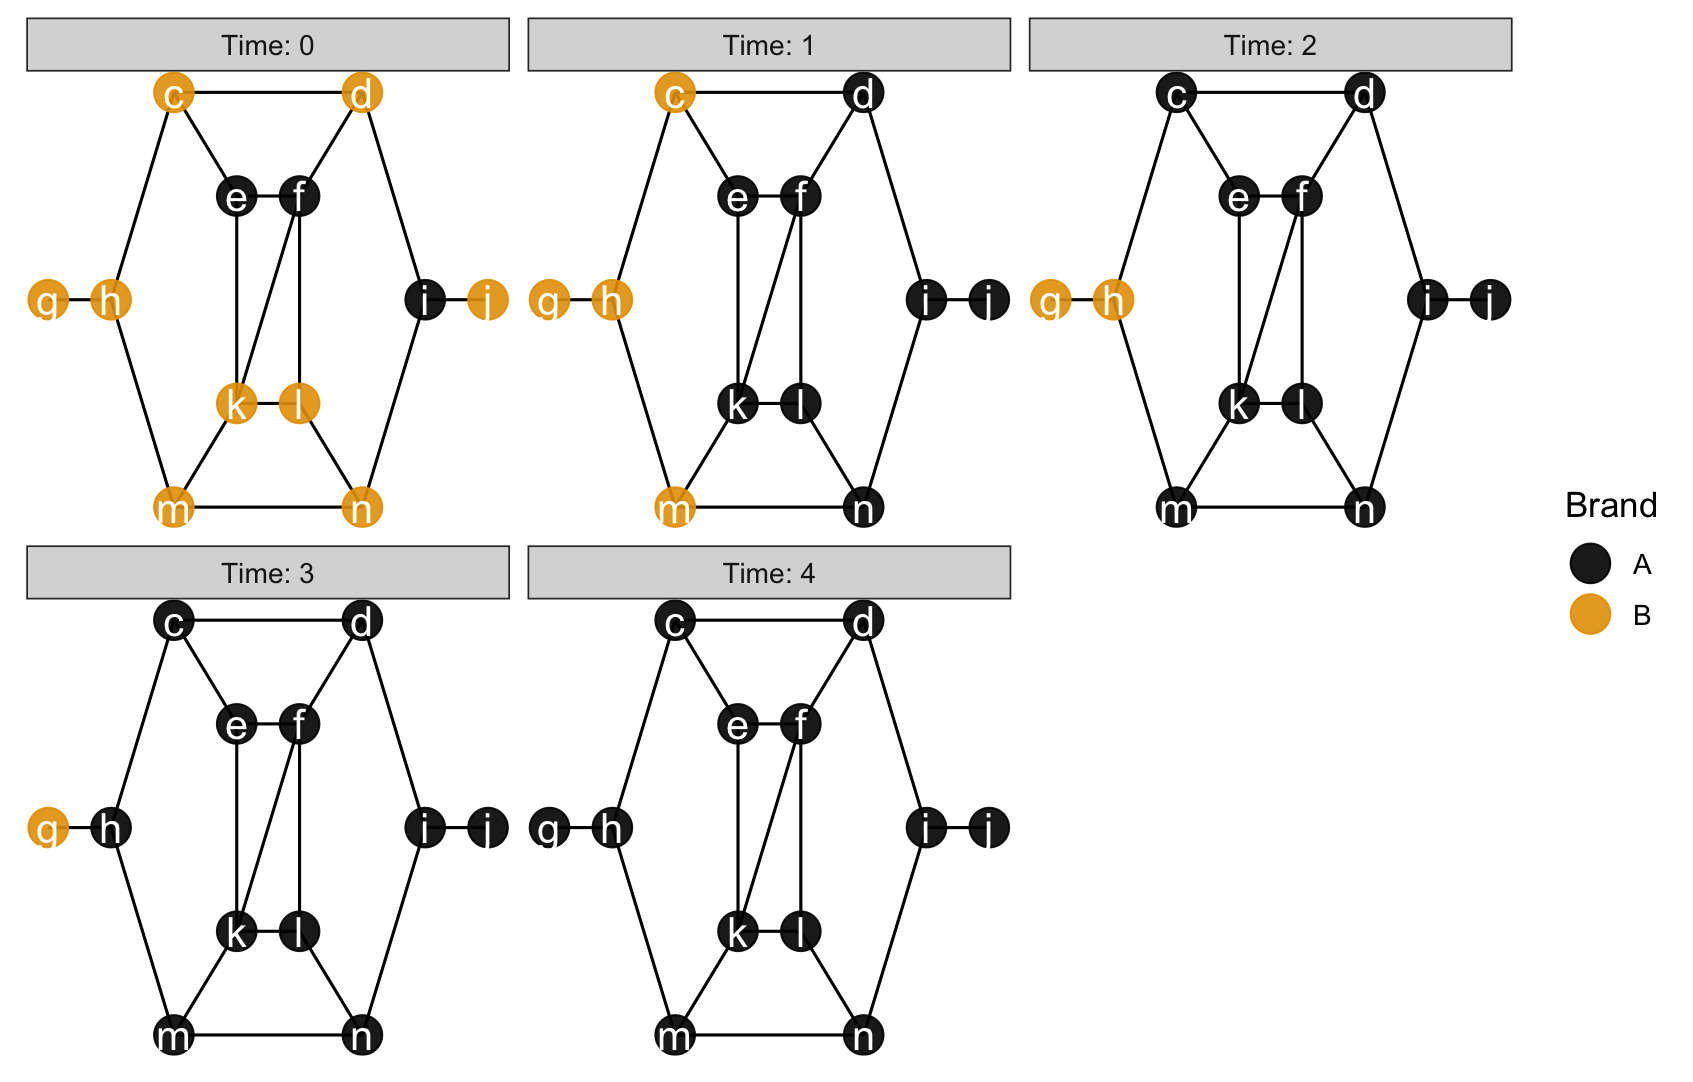 Time: 0
Time: 1
Time: 2
c d
c d
c d
e f
e f
e f
g h i j
g h i j
g h i j
k l
k l
k l
m n
m n
m n
Brand
A
B
Time: 3
Time: 4
c d
c d
e f
e f
g h i j
g h i j
k l
k l
m n
m n